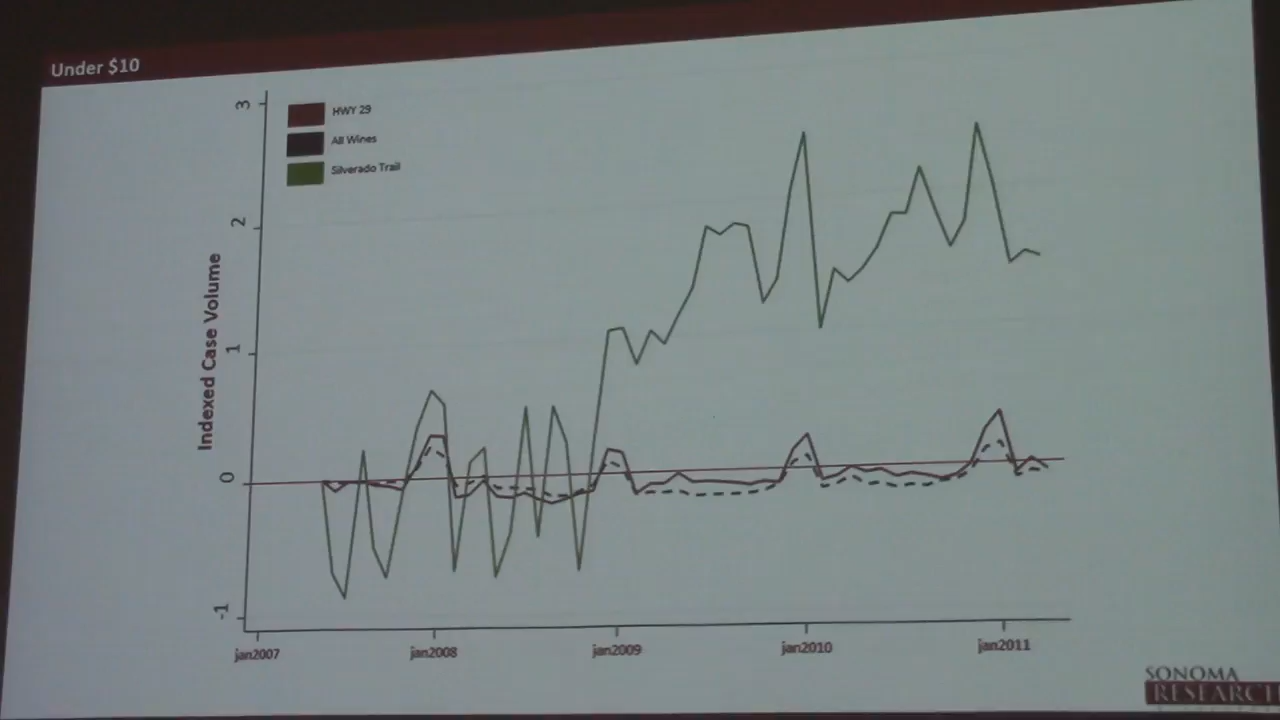 Under $10
HWY 29
All Wines
Silverado Trail
Indexed Case Volume
3
2
1
0
-1
jan2007
jan2008
jan2009
jan2010
jan2011
SONOMA
RESEARCH